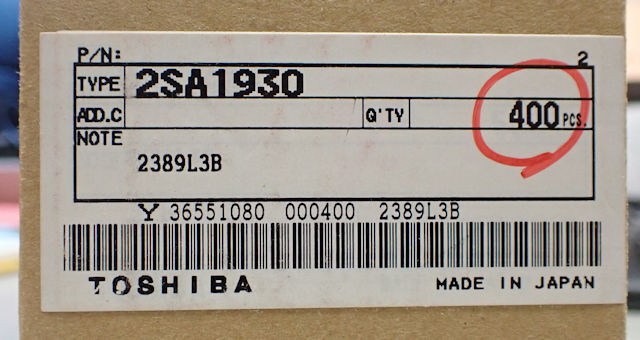 P/N: 2
TYPE 2SA1930
ADD.C Q'TY 400 PCS.
NOTE
2389L3B
Y 36551080 000400 2389L3B
TOSHIBA MADE IN JAPAN